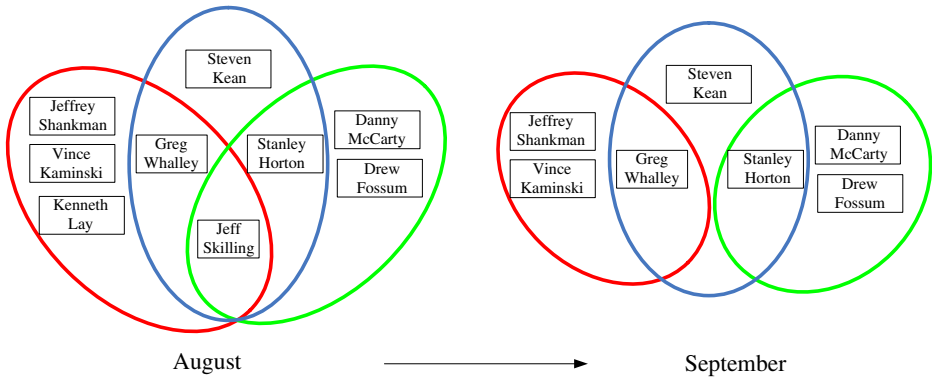 Steven
Kean
Jeffrey
Shankman
Vince
Kaminski
Kenneth
Lay
Greg
Whalley
Stanley
Horton
Jeff
Skilling
Danny
McCarty
Drew
Fossum
August
Steven
Kean
Jeffrey
Shankman
Vince
Kaminski
Greg
Whalley
Stanley
Horton
Danny
McCarty
Drew
Fossum
September